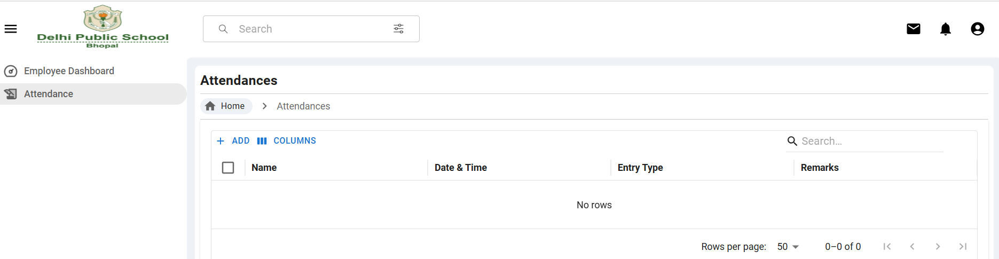 Delhi Public School
Bhopal
Search
Employee Dashboard
Attendance
Attendances
Home > Attendances
+ ADD COLUMNS Search...
Name Date & Time Entry Type Remarks
No rows
Rows per page: 50 0–0 of 0